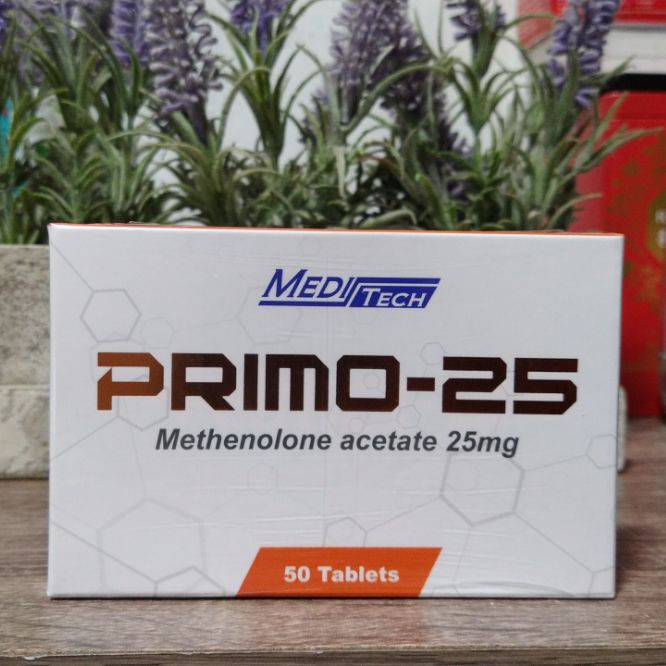 MEDITECH
PRIMO-25
Methenolone acetate 25mg
50 Tablets